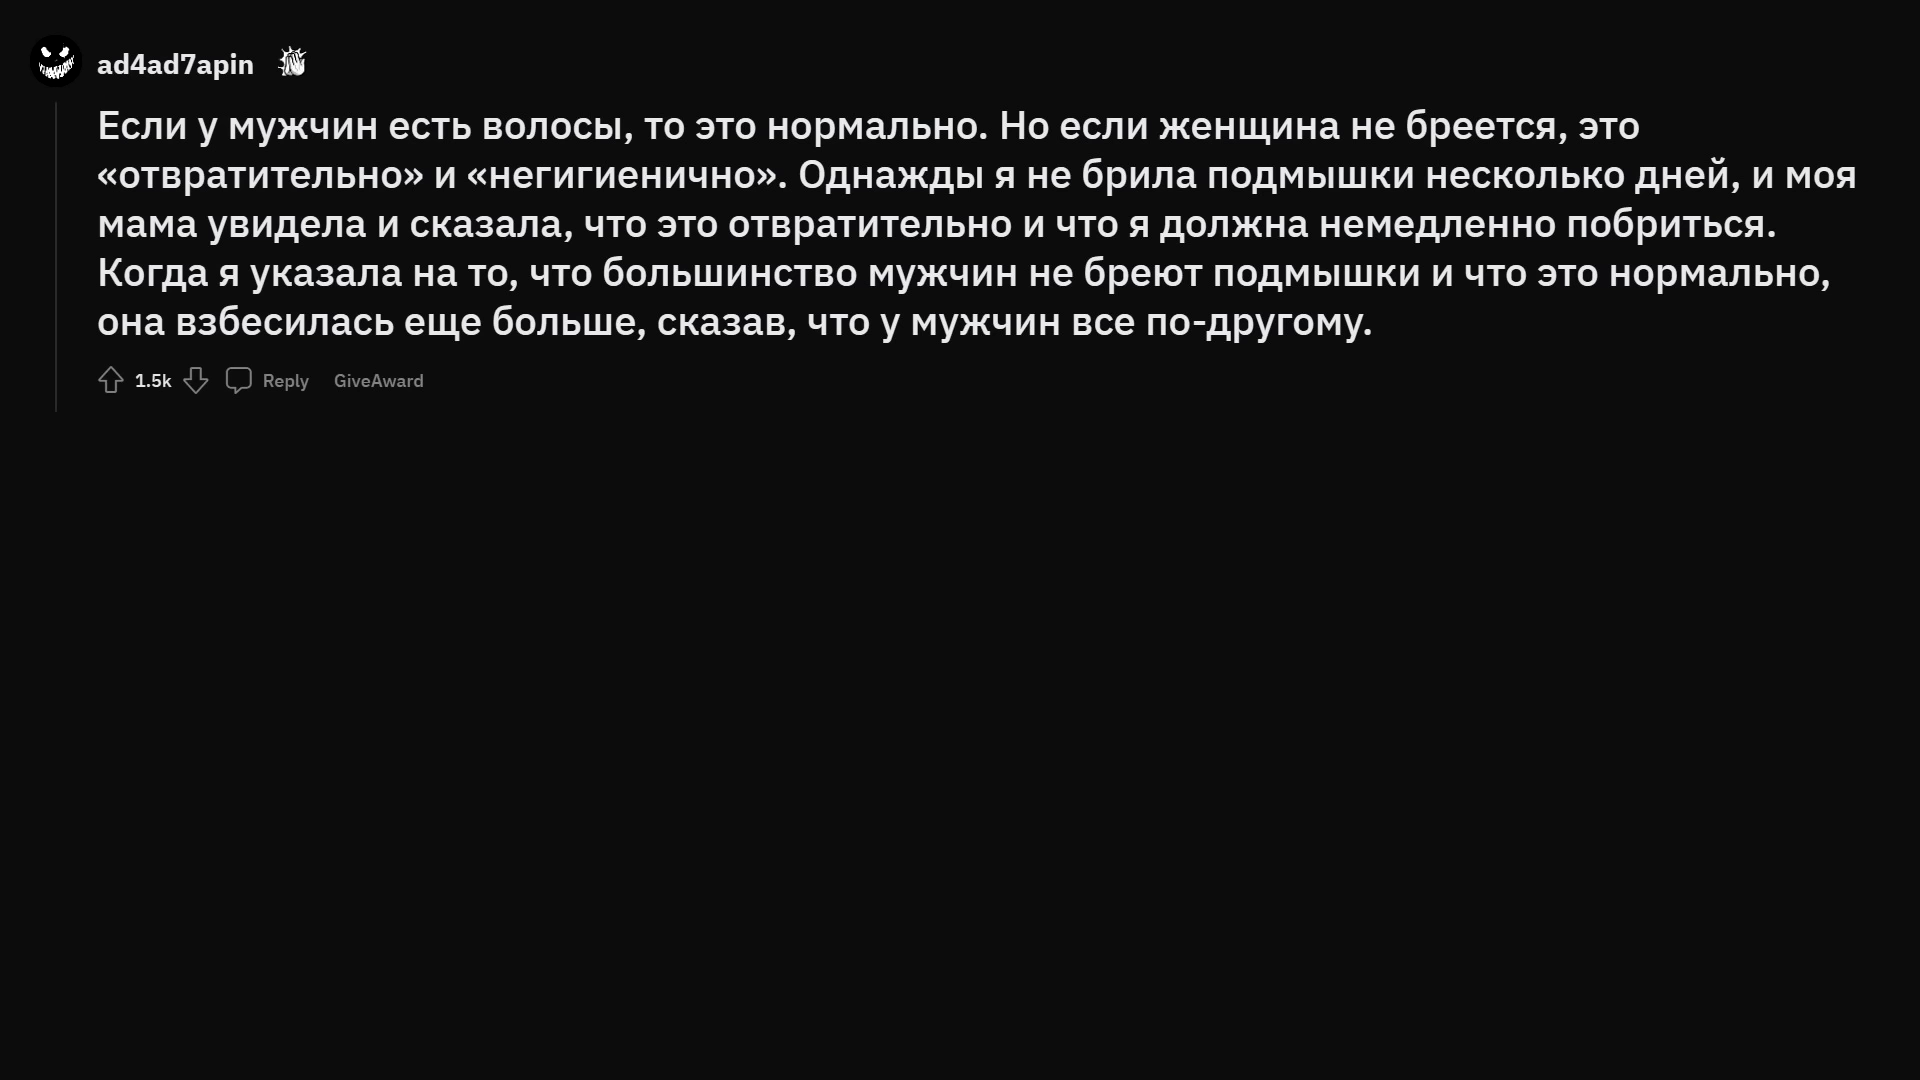 ad4ad7apin
Если у мужчин есть волосы, то это нормально. Но если женщина не бреется, это
«отвратительно» и «негигиенично». Однажды я не брила подмышки несколько дней, и моя
мама увидела и сказала, что это отвратительно и что я должна немедленно побриться.
Когда я указала на то, что большинство мужчин не бреют подмышки и что это нормально,
она взбесилась еще больше, сказав, что у мужчин все по-другому.
1.5k Reply GiveAward